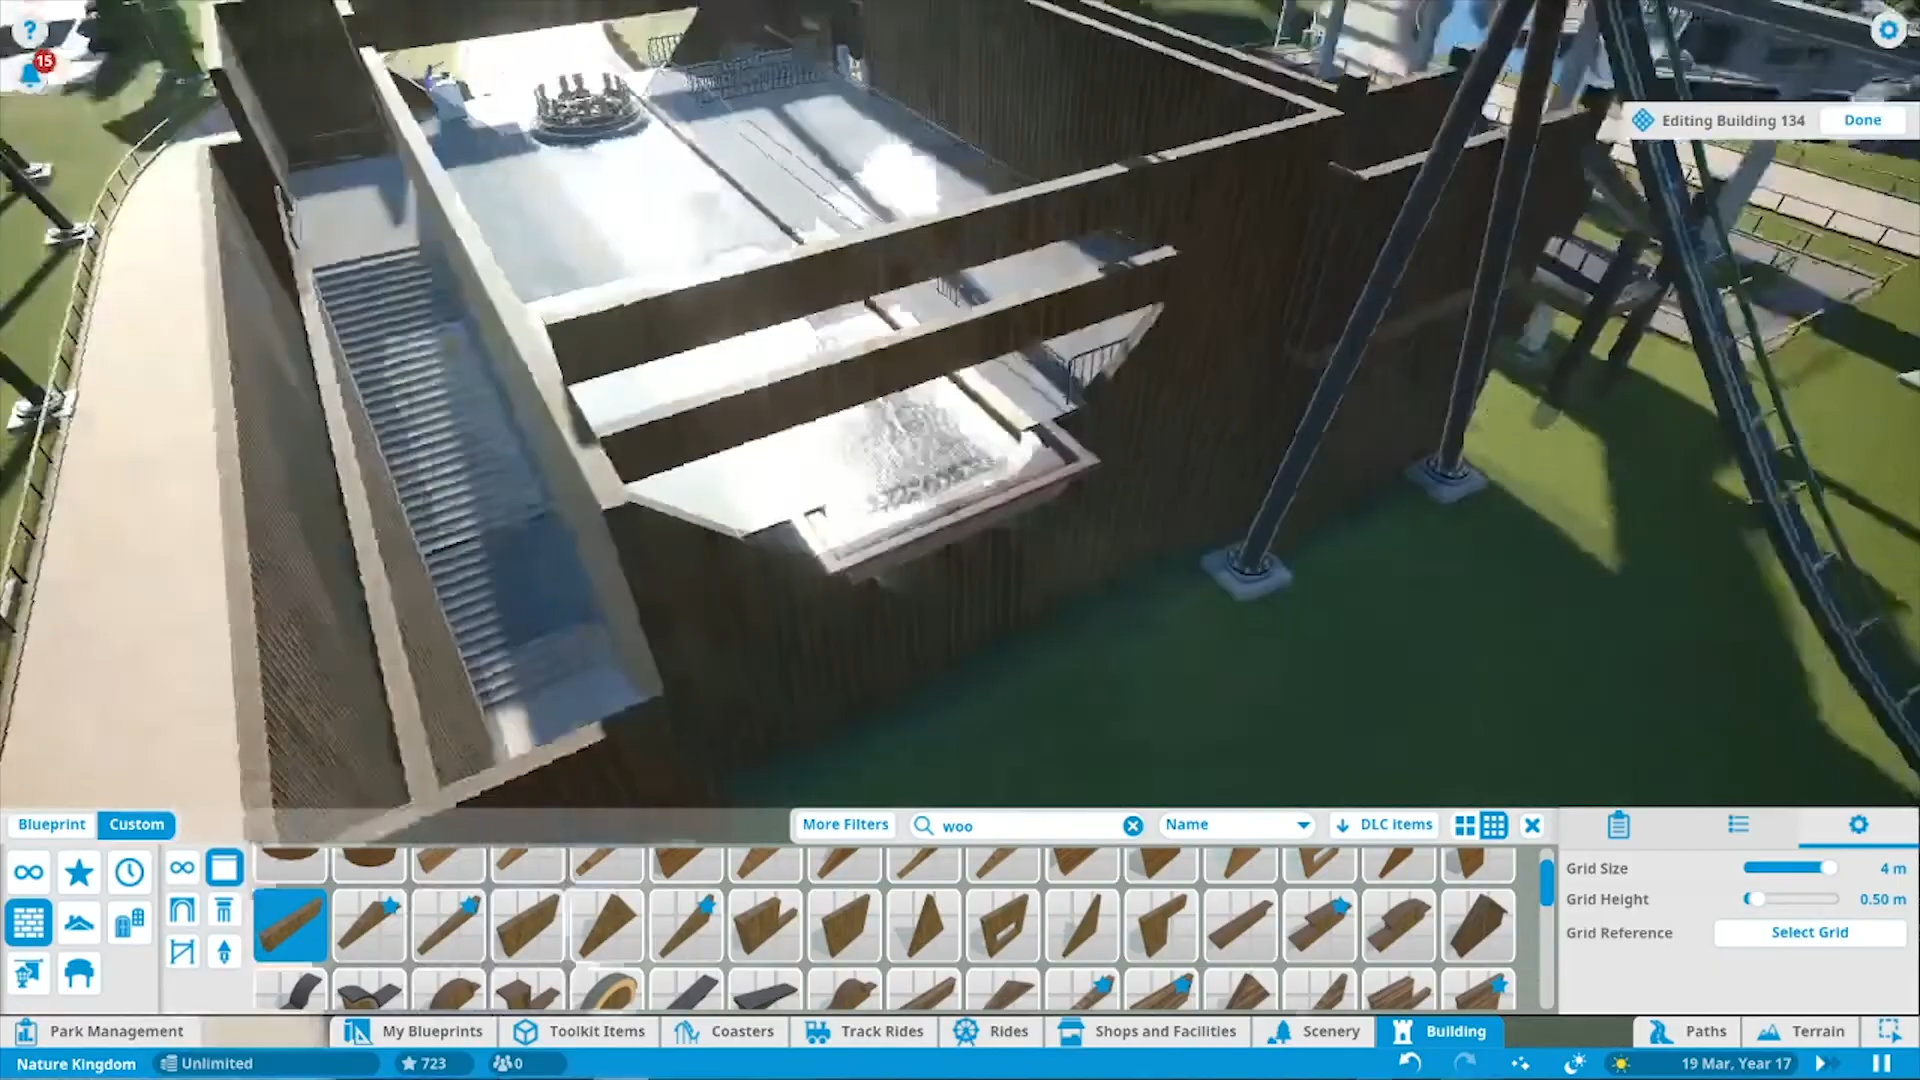 ?
15
Editing Building 134 Done
Blueprint Custom
More Filters woo Name DLC items
Grid Size 4 m
Grid Height 0.50 m
Grid Reference Select Grid
Park Management My Blueprints Toolkit Items Coasters Track Rides Rides Shops and Facilities Scenery Building Paths Terrain
Nature Kingdom Unlimited 723 0 19 Mar, Year 17